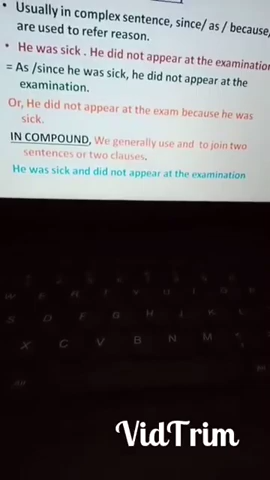 • Usually in complex sentence, since/ as / because,
are used to refer reason.
• He was sick . He did not appear at the examination
= As /since he was sick, he did not appear at the
examination.
Or, He did not appear at the exam because he was
sick.
IN COMPOUND, We generally use and to join two
sentences or two clauses.
He was sick and did not appear at the examination
W E R T Y U
S D F G H J K L
X C V B N M
VidTrim